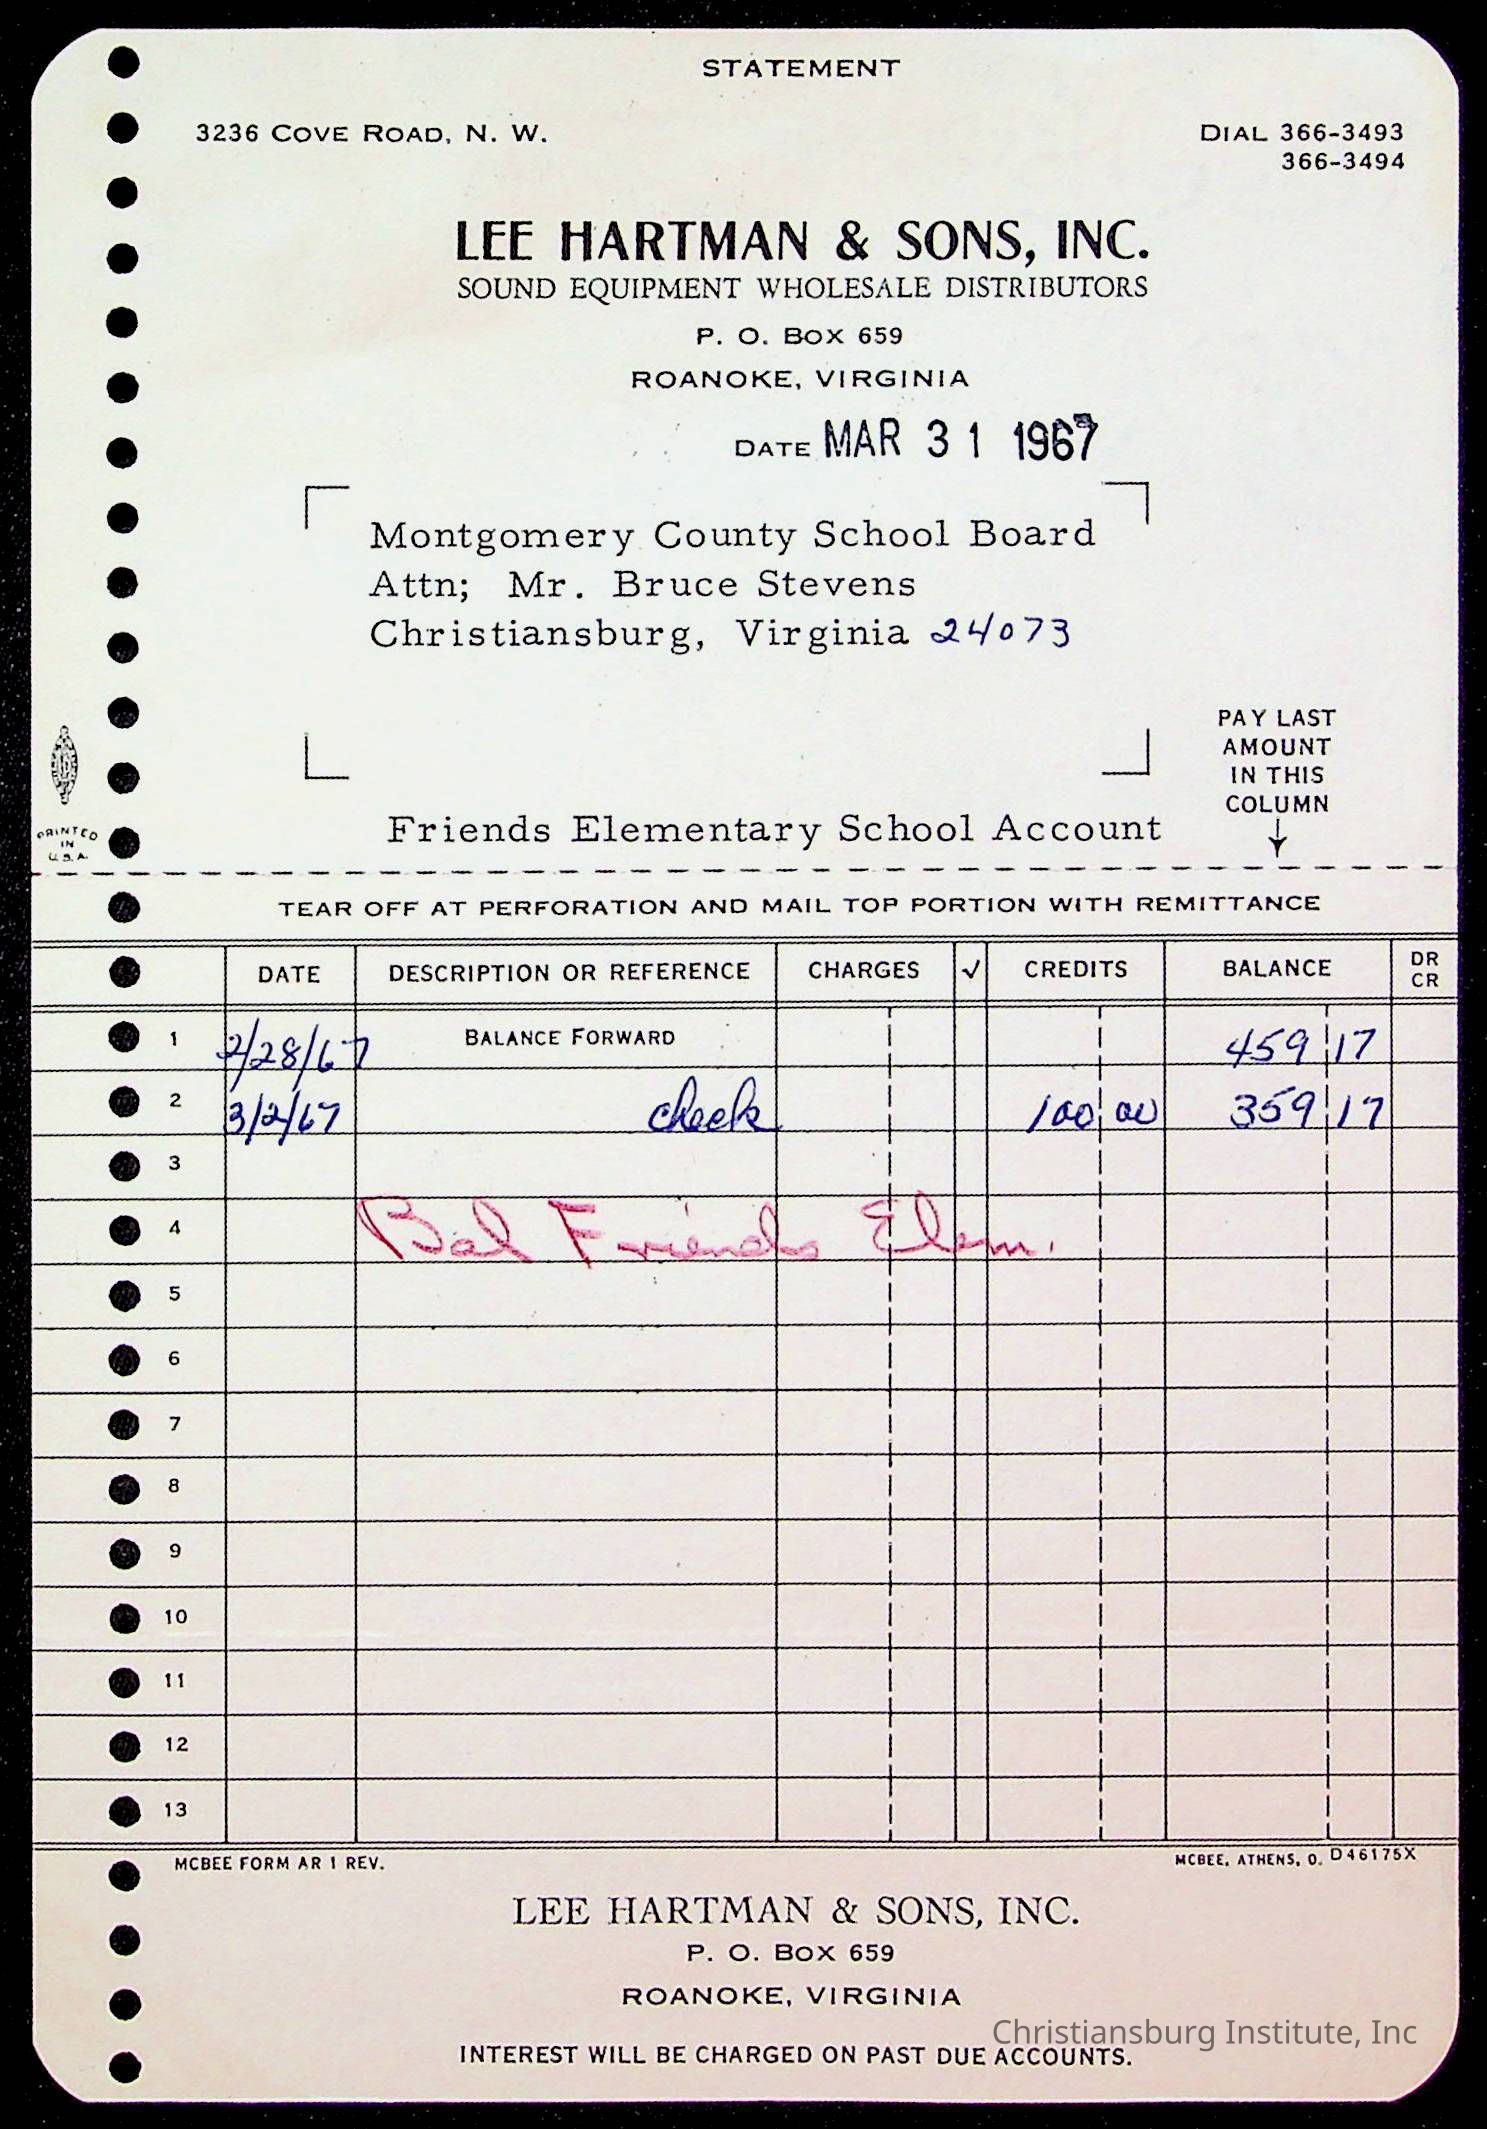 STATEMENT
3236 COVE ROAD, N. W.
DIAL 366-3493
366-3494
LEE HARTMAN & SONS, INC.
SOUND EQUIPMENT WHOLESALE DISTRIBUTORS
P. O. BOX 659
ROANOKE, VIRGINIA
DATE MAR 31 1967
Montgomery County School Board
Attn; Mr. Bruce Stevens
Christiansburg, Virginia 24073
PAY LAST
AMOUNT
IN THIS
COLUMN
PRINTED
IN
U.S.A.
Friends Elementary School Account
TEAR OFF AT PERFORATION AND MAIL TOP PORTION WITH REMITTANCE
DATE DESCRIPTION OR REFERENCE CHARGES ✓ CREDITS BALANCE DR CR
1 2/28/67 BALANCE FORWARD 459 17
2 3/2/67 check 100 00 359 17
3
4 Bal Friends Elem.
5
6
7
8
9
10
11
12
13
MCBEE FORM AR 1 REV. MCBEE, ATHENS, O. D46175X
LEE HARTMAN & SONS, INC.
P. O. BOX 659
ROANOKE, VIRGINIA
Christiansburg Institute, Inc
INTEREST WILL BE CHARGED ON PAST DUE ACCOUNTS.